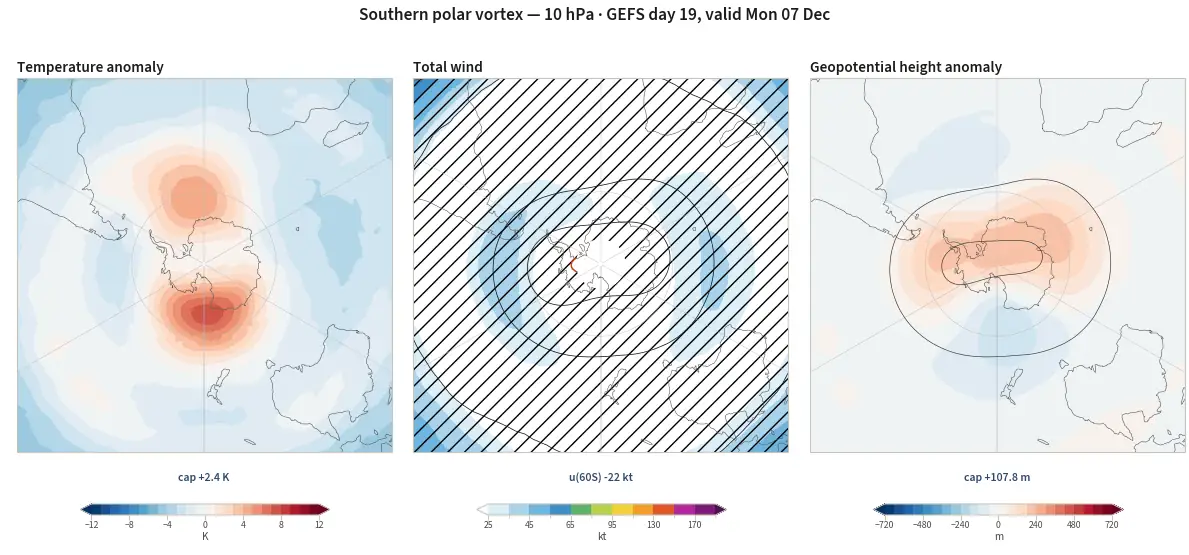 Southern polar vortex — 10 hPa · GEFS day 19, valid Mon 07 Dec
Temperature anomaly
Total wind
Geopotential height anomaly
cap +2.4 K
u(60S) -22 kt
cap +107.8 m
−12 −8 −4 0 4 8 12
K
25 45 65 95 130 170
kt
−720 −480 −240 0 240 480 720
m